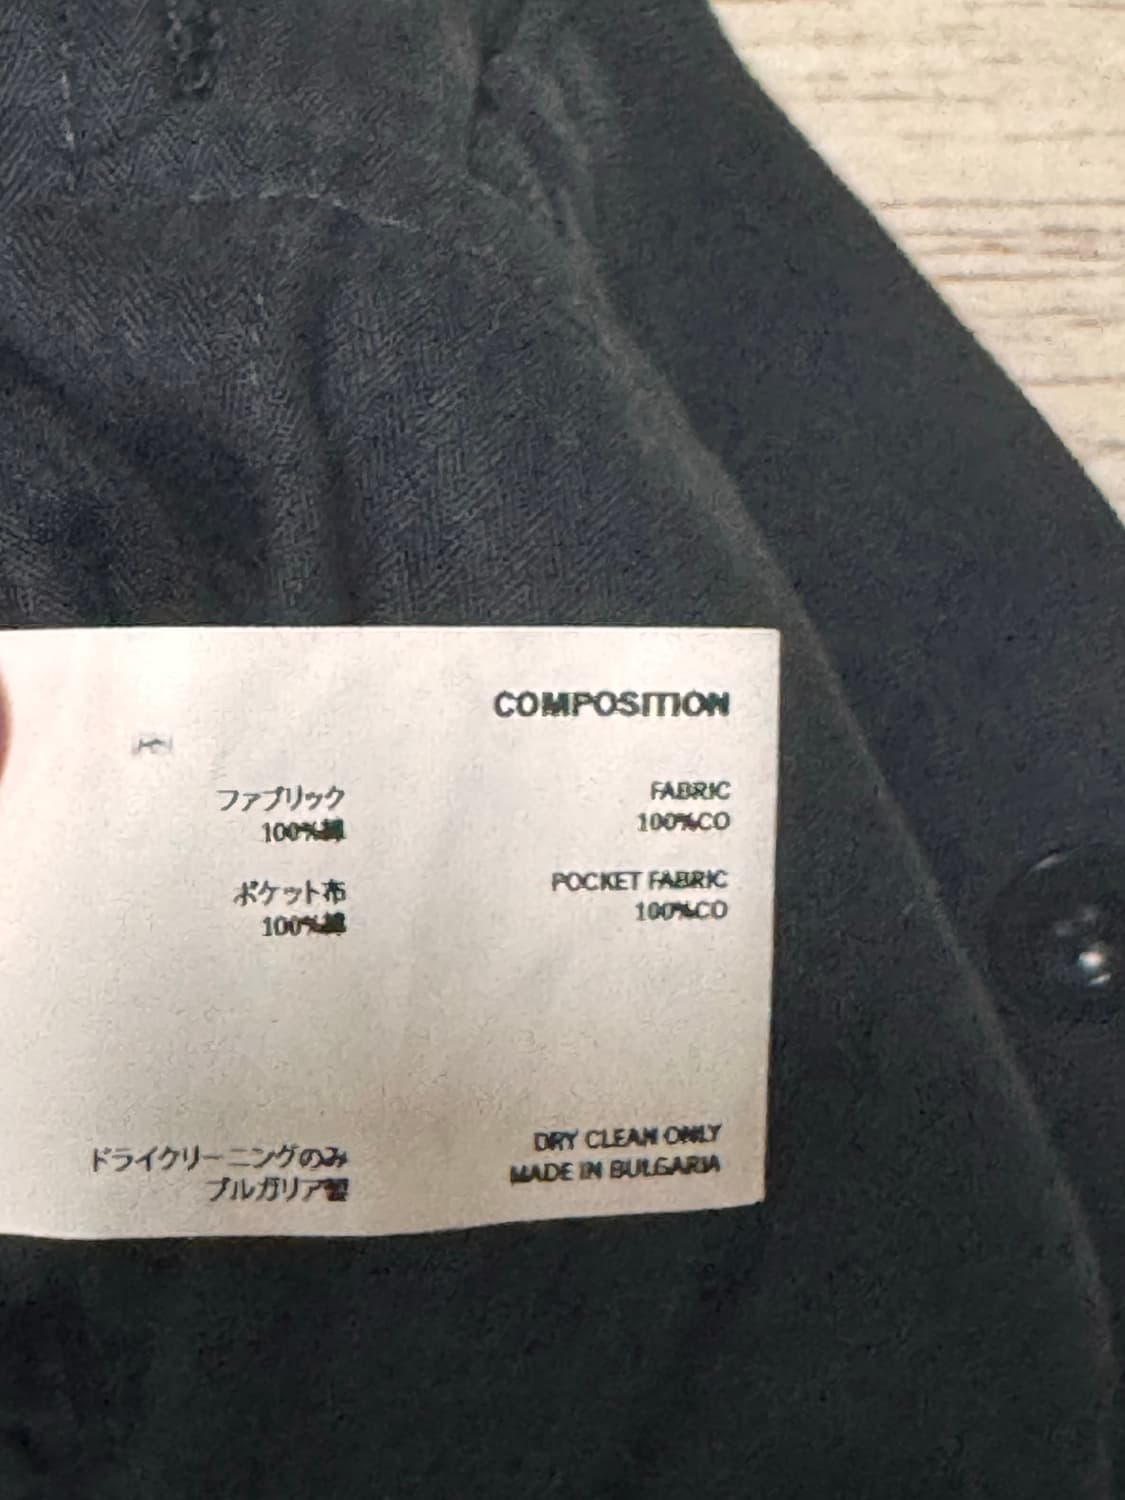 COMPOSITION
ファブリック
100%綿
ポケット布
100%綿
ドライクリーニングのみ
ブルガリア製
FABRIC
100%CO
POCKET FABRIC
100%CO
DRY CLEAN ONLY
MADE IN BULGARIA